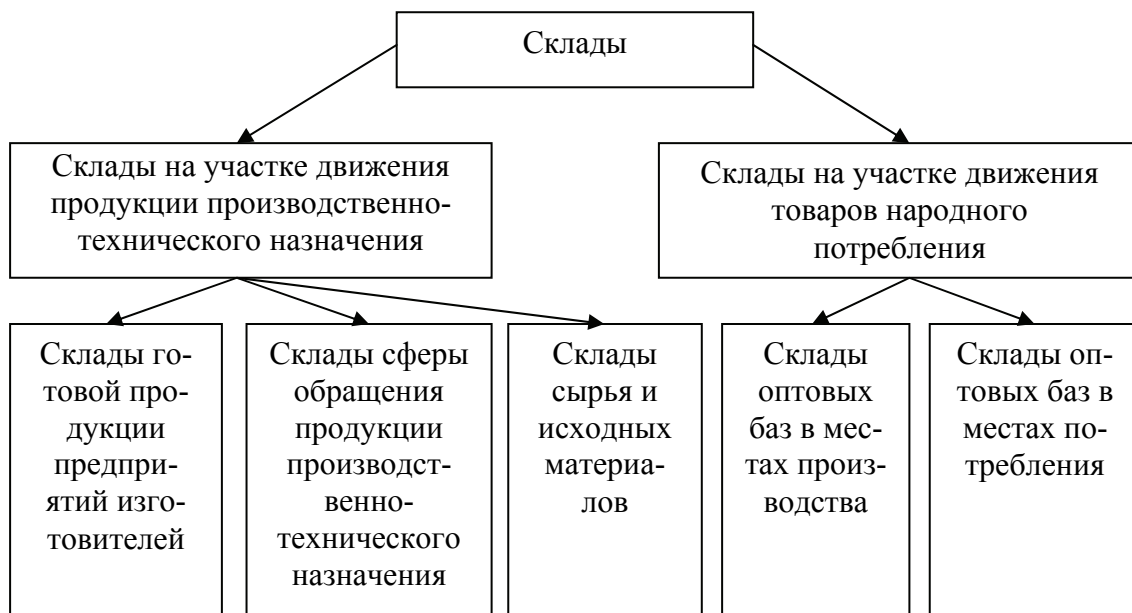 Склады
Склады на участке движения
продукции производственно-
технического назначения
Склады на участке движения
товаров народного
потребления
Склады го-
товой про-
дукции
предпри-
ятий изго-
товителей
Склады сферы
обращения
продукции
производст-
венно-
технического
назначения
Склады
сырья и
исходных
материа-
лов
Склады
оптовых
баз в мес-
тах произ-
водства
Склады оп-
товых баз в
местах по-
требления